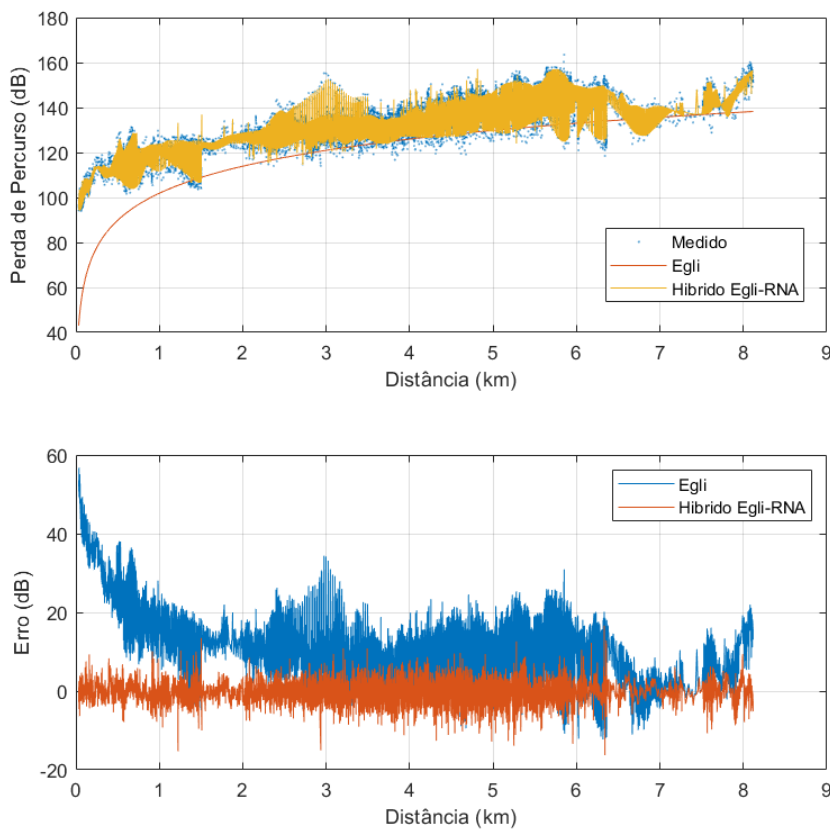 180
160
140
120
100
80
60
40
Perda de Percurso (dB)
Medido
Egli
Hibrido Egli-RNA
0 1 2 3 4 5 6 7 8 9
Distância (km)
60
40
20
0
-20
Erro (dB)
Egli
Hibrido Egli-RNA
0 1 2 3 4 5 6 7 8 9
Distância (km)